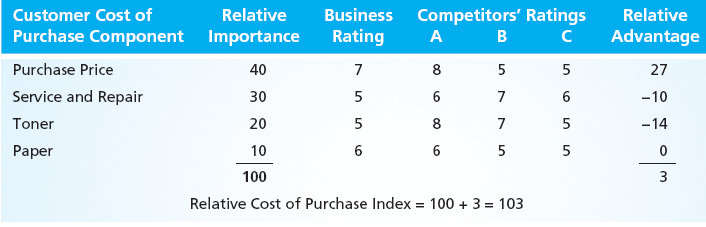 Customer Cost of Relative Business Competitors' Ratings Relative
Purchase Component Importance Rating A B C Advantage
Purchase Price 40 7 8 5 5 27
Service and Repair 30 5 6 7 6 −10
Toner 20 5 8 7 5 −14
Paper 10 6 6 5 5 0
100 3
Relative Cost of Purchase Index = 100 + 3 = 103